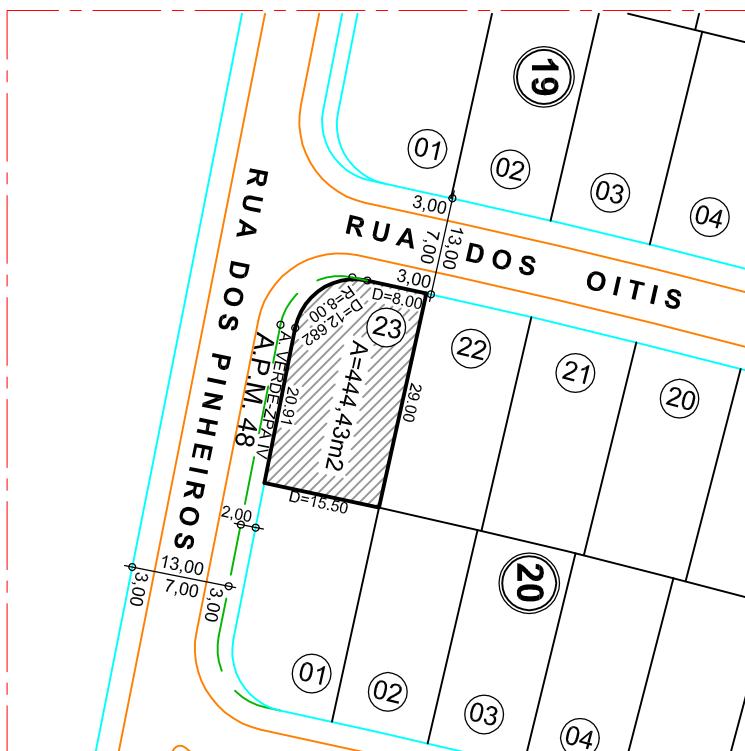 19
01
02
03
04
3,00
13,00
7,00
3,00
RUA DOS OITIS
RUA DOS PINHEIROS
D=8.00
R=8.00
D=12.682
23
22
21
20
A=444,43m2
29.00
20.91
A. VERDE-ZPA IV
A.P.M. 48
D=15.50
2,00
13,00
7,00
3,00
3,00
20
01
02
03
04